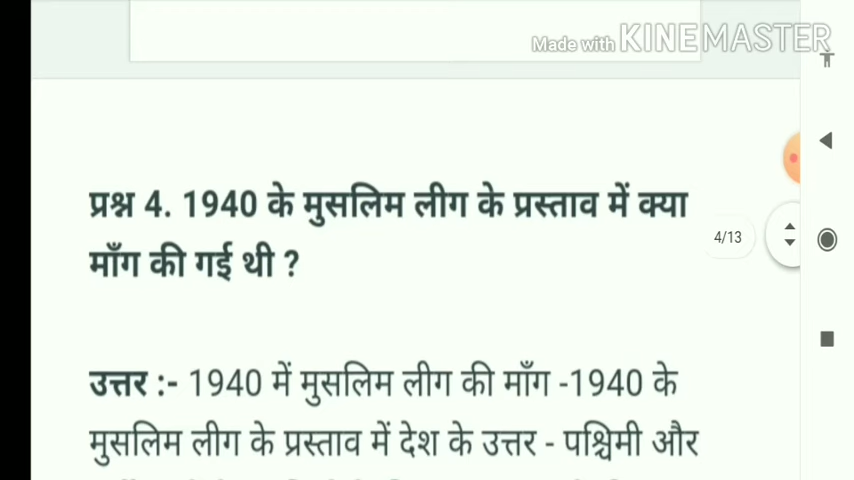 Made with KINEMASTER
प्रश्न 4. 1940 के मुसलिम लीग के प्रस्ताव में क्या
माँग की गई थी ?
4/13
उत्तर :- 1940 में मुसलिम लीग की माँग -1940 के
मुसलिम लीग के प्रस्ताव में देश के उत्तर - पश्चिमी और